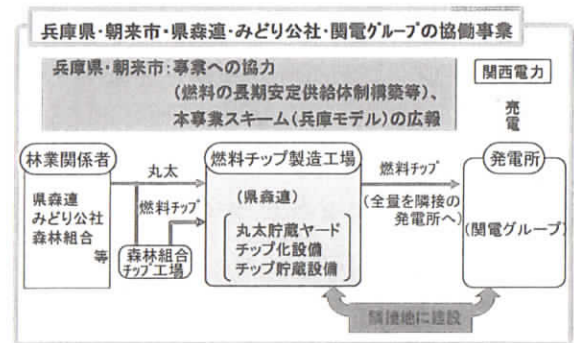 兵庫県・朝来市・県森連・みどり公社・関電グループの協働事業
兵庫県・朝来市:事業への協力
(燃料の長期安定供給体制構築等)、
本事業スキーム(兵庫モデル)の広報
関西電力
売電
林業関係者
県森連
みどり公社
森林組合
等
丸太
燃料チップ
森林組合
チップ工場
燃料チップ製造工場
(県森連)
丸太貯蔵ヤード
チップ化設備
チップ貯蔵設備
燃料チップ
(全量を隣接の
発電所へ)
発電所
(関電グループ)
隣接地に建設